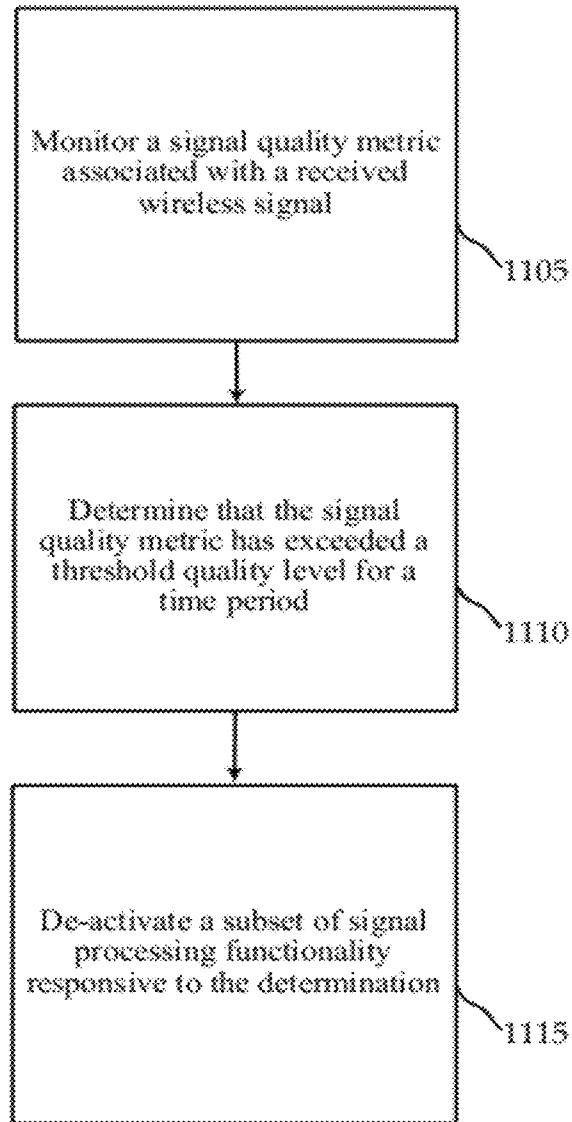 Monitor a signal quality metric
associated with a received
wireless signal
1105
Determine that the signal
quality metric has exceeded a
threshold quality level for a
time period
1110
De-activate a subset of signal
processing functionality
responsive to the determination
1115